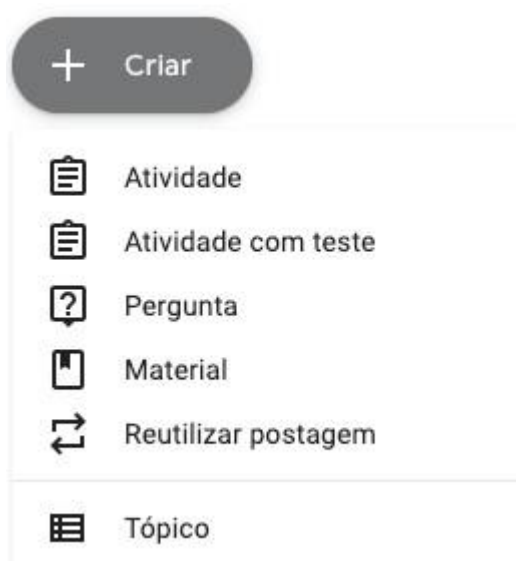 Criar
Atividade
Atividade com teste
Pergunta
Material
Reutilizar postagem
Tópico